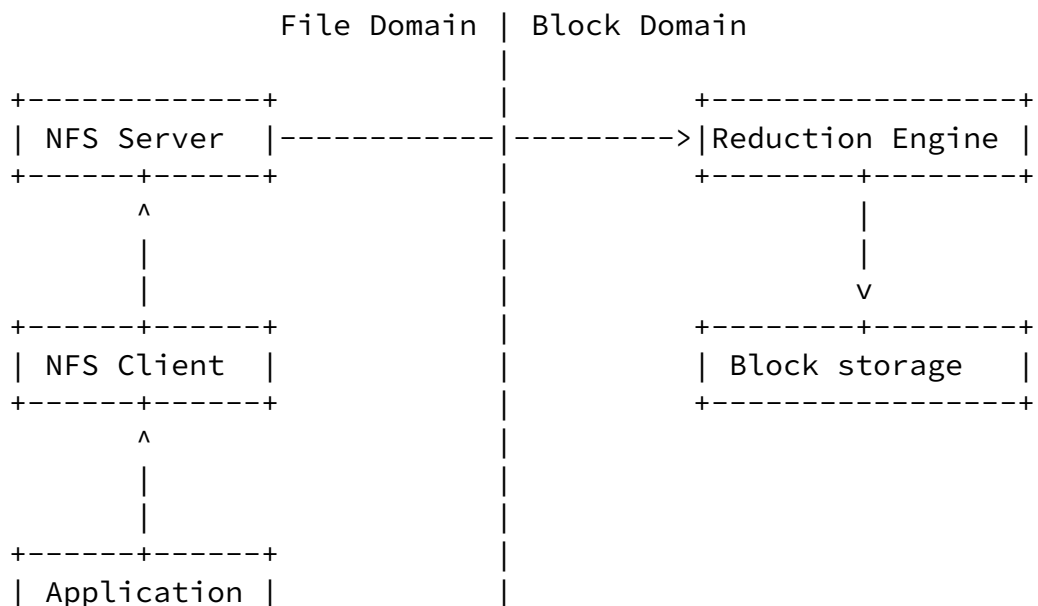 File Domain | Block Domain
NFS Server
Reduction Engine
NFS Client
Block storage
Application